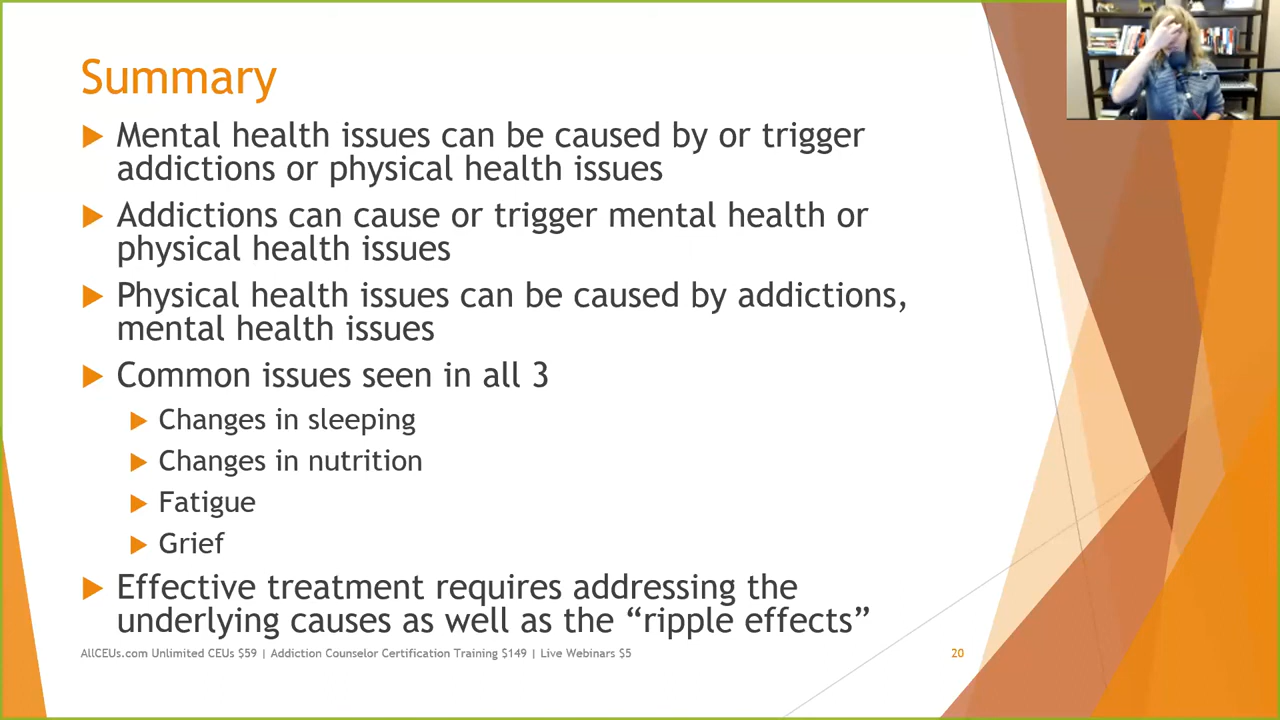 Summary
Mental health issues can be caused by or trigger
addictions or physical health issues
Addictions can cause or trigger mental health or
physical health issues
Physical health issues can be caused by addictions,
mental health issues
Common issues seen in all 3
Changes in sleeping
Changes in nutrition
Fatigue
Grief
Effective treatment requires addressing the
underlying causes as well as the “ripple effects”
AllCEUs.com Unlimited CEUs $59 | Addiction Counselor Certification Training $149 | Live Webinars $5
20